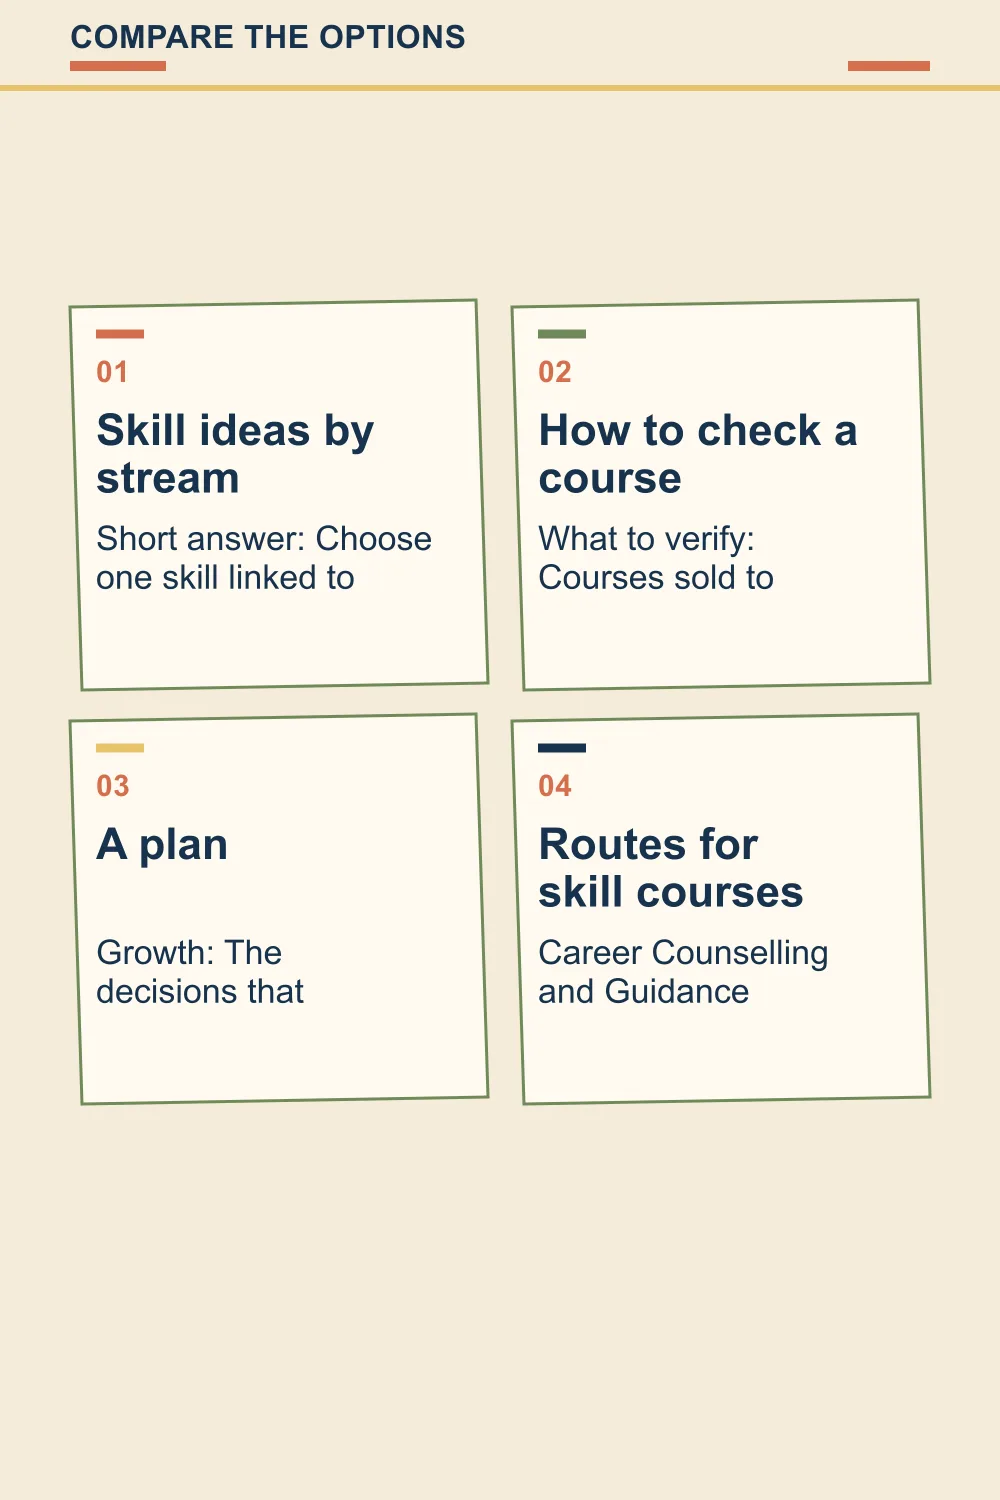 COMPARE THE OPTIONS
01
Skill ideas by
stream
Short answer: Choose
one skill linked to
02
How to check a
course
What to verify:
Courses sold to
03
A plan
Growth: The
decisions that
04
Routes for
skill courses
Career Counselling
and Guidance